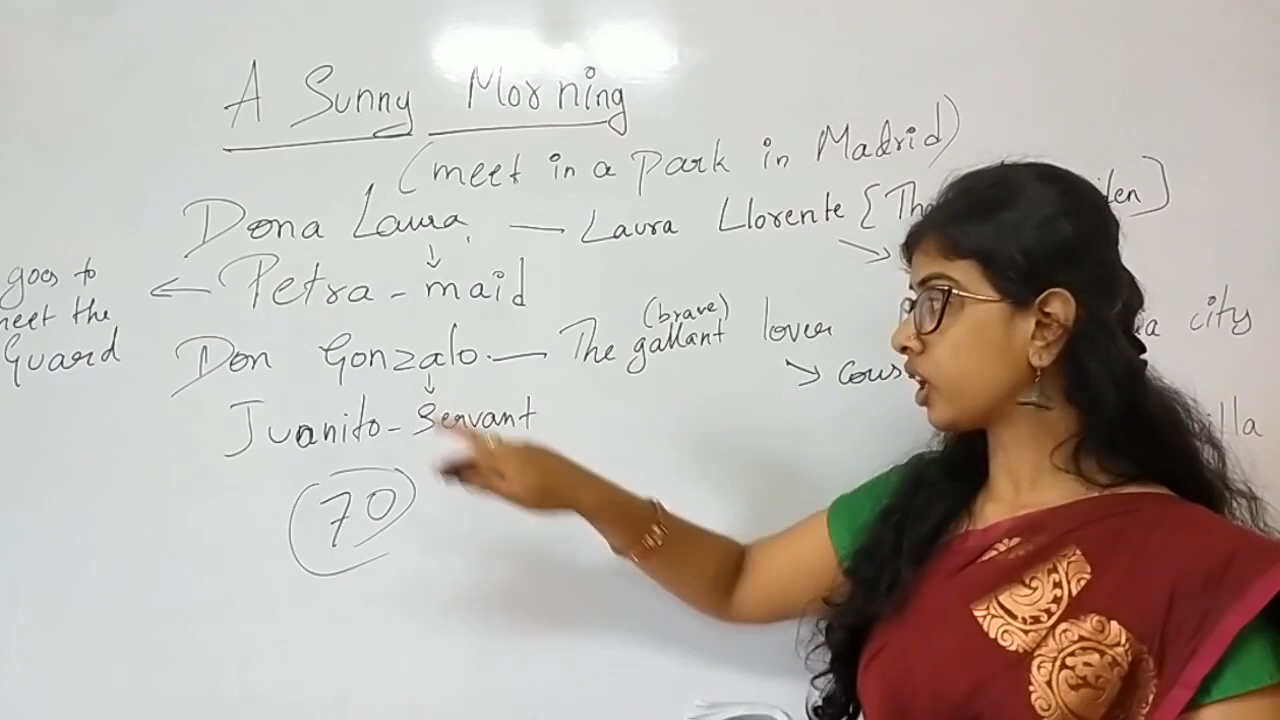 A Sunny Morning
(meet in a park in Madrid)
Dona Laura — Laura Llorente {The
goes to ← Petra - maid
meet the
Guard
Don Gonzalo — The gallant lover
(brave)
city
Juanito - Servant
70